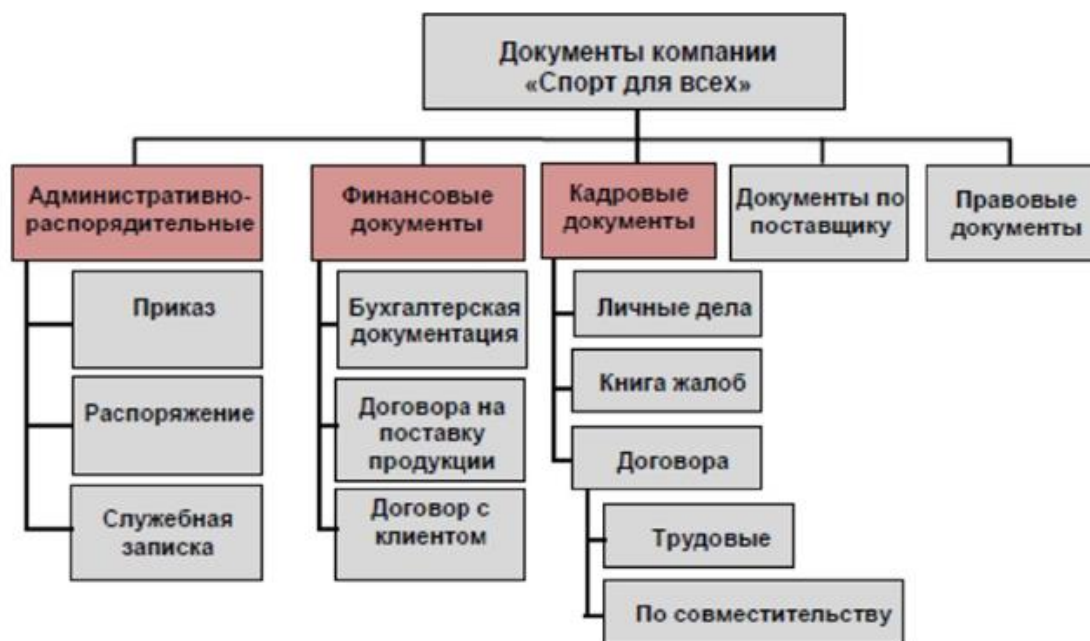 Документы компании
«Спорт для всех»
Административно-
распорядительные
Финансовые
документы
Кадровые
документы
Документы по
поставщику
Правовые
документы
Приказ
Распоряжение
Служебная
записка
Бухгалтерская
документация
Договора на
поставку
продукции
Договор с
клиентом
Личные дела
Книга жалоб
Договора
Трудовые
По совместительству